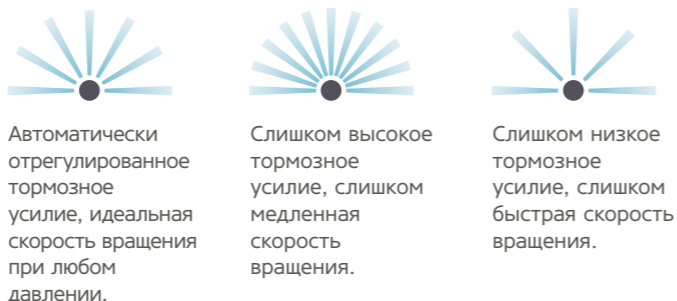 Автоматически
отрегулированное
тормозное
усилие, идеальная
скорость вращения
при любом
давлении.
Слишком высокое
тормозное
усилие, слишком
медленная
скорость
вращения.
Слишком низкое
тормозное
усилие, слишком
быстрая скорость
вращения.